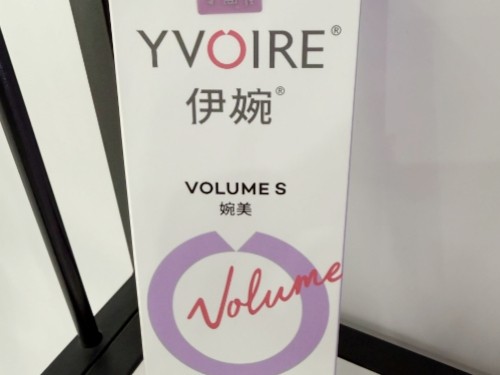 YVOIRE®
伊婉®
VOLUME S
婉美
Volume